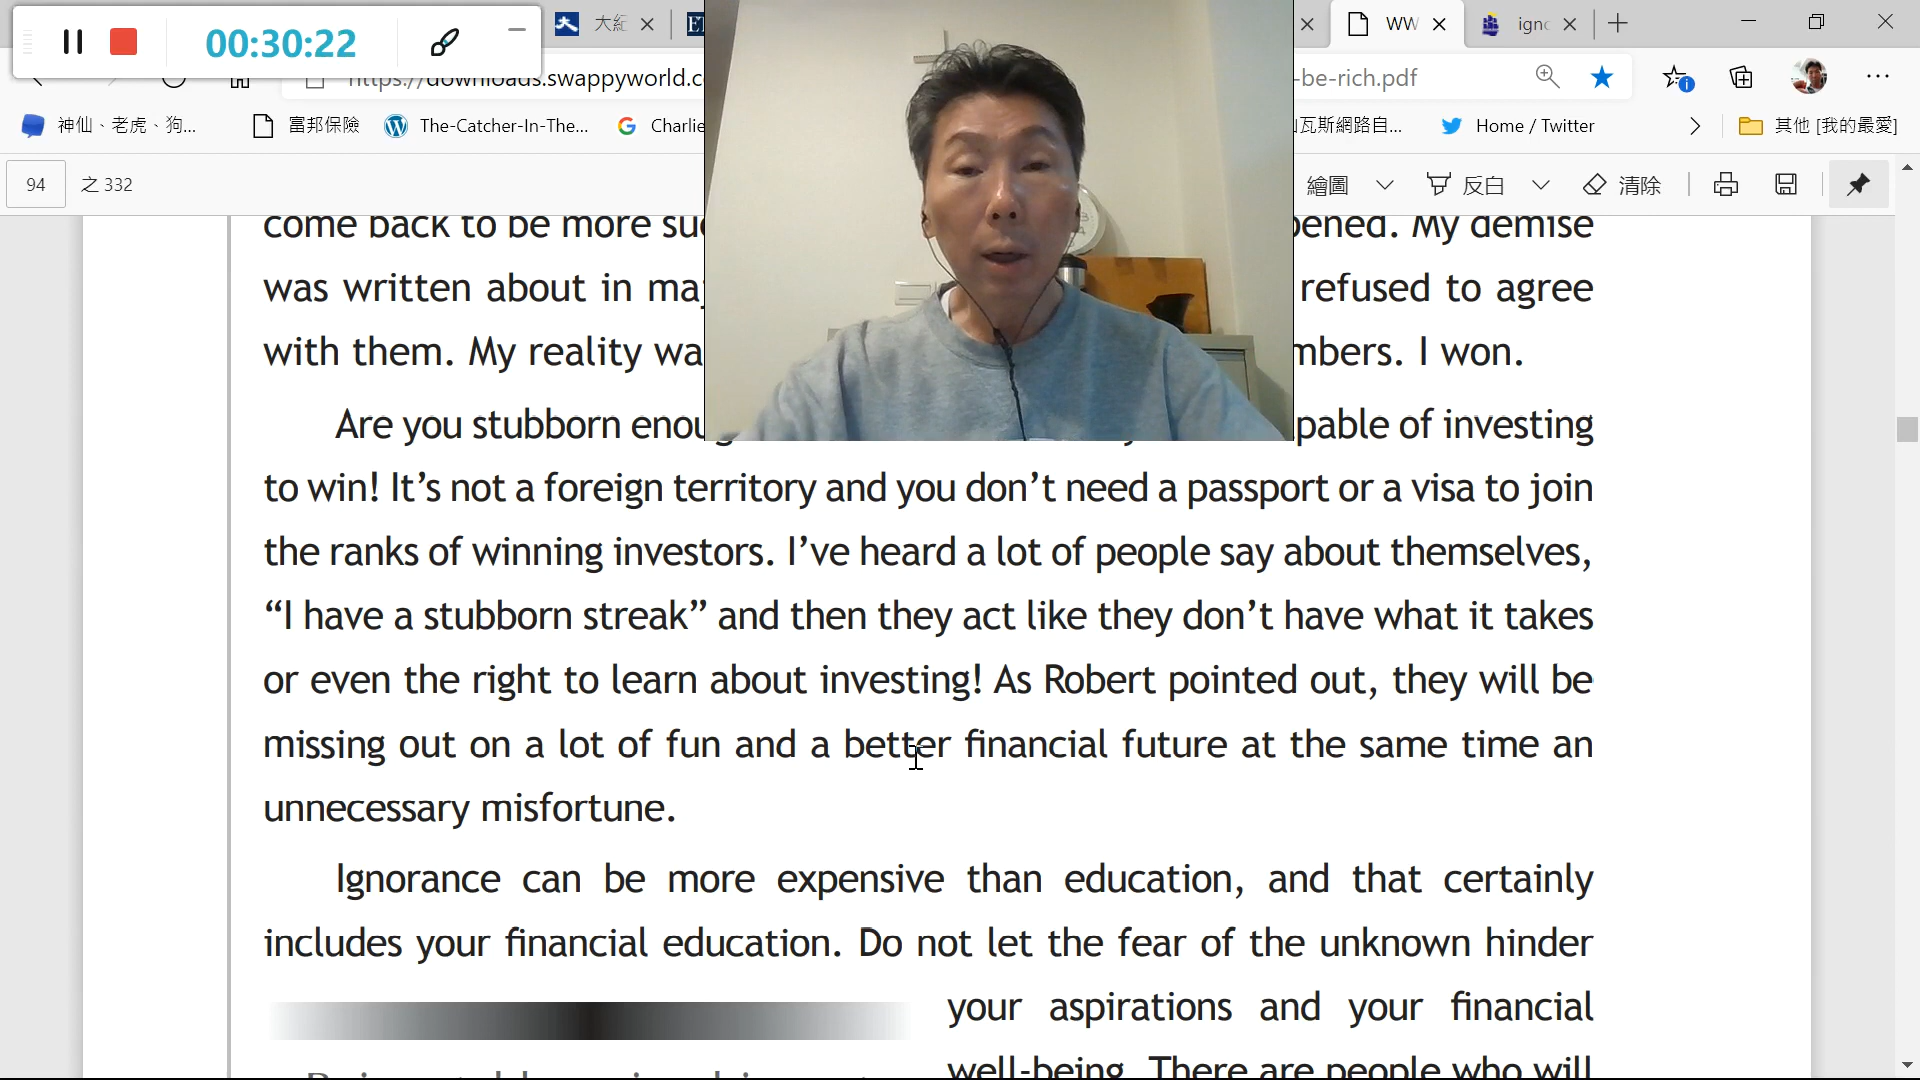 00:30:22
大紀
WW
igno
https://downloads.swappyworld.c
-be-rich.pdf
神仙、老虎、狗...
富邦保險
The-Catcher-In-The...
Charlie
瓦斯網路自...
Home / Twitter
其他 [我的最愛]
94 之 332
繪圖
反白
清除
come back to be more su
pened. My demise
was written about in maj
refused to agree
with them. My reality wa
mbers. I won.
Are you stubborn enoug
pable of investing
to win! It’s not a foreign territory and you don’t need a passport or a visa to join
the ranks of winning investors. I’ve heard a lot of people say about themselves,
“I have a stubborn streak” and then they act like they don’t have what it takes
or even the right to learn about investing! As Robert pointed out, they will be
missing out on a lot of fun and a better financial future at the same time an
unnecessary misfortune.
Ignorance can be more expensive than education, and that certainly
includes your financial education. Do not let the fear of the unknown hinder
your aspirations and your financial
well-being. There are people who will